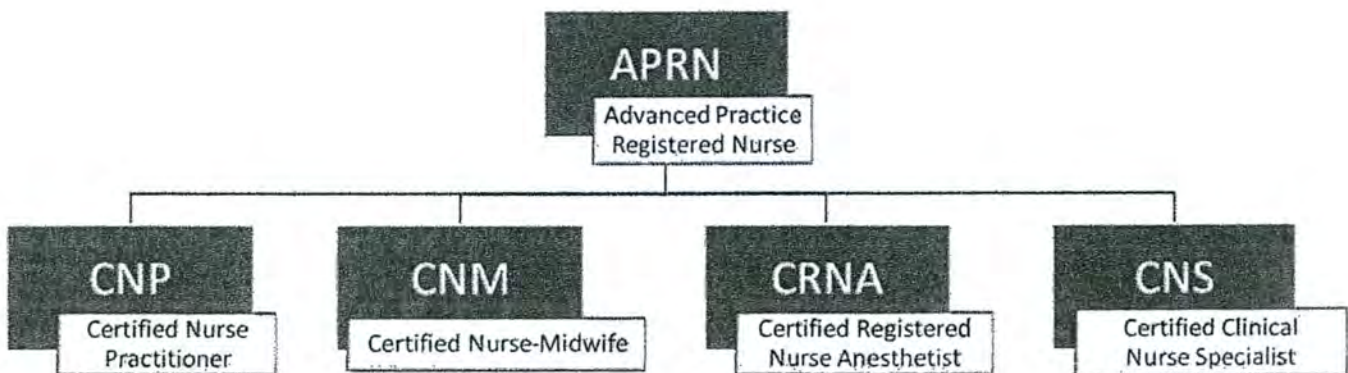 APRN
Advanced Practice
Registered Nurse
CNP
Certified Nurse
Practitioner
CNM
Certified Nurse-Midwife
CRNA
Certified Registered
Nurse Anesthetist
CNS
Certified Clinical
Nurse Specialist